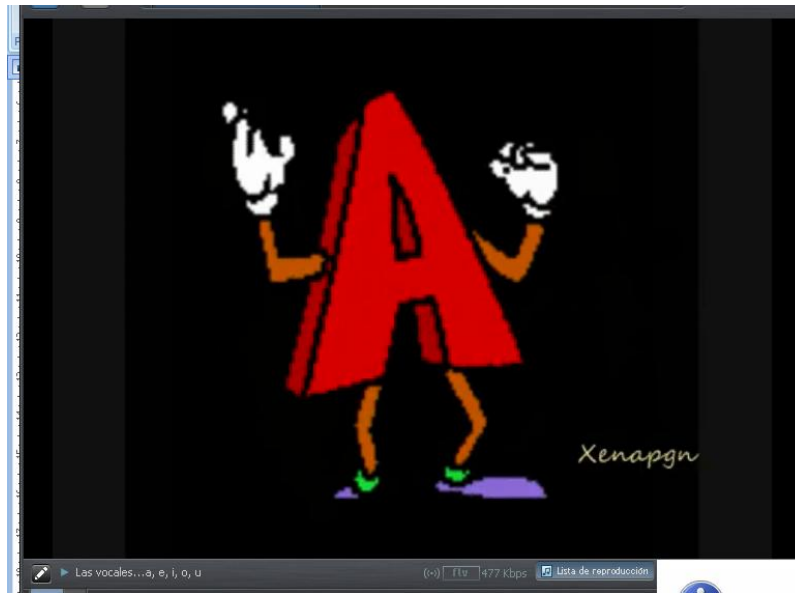 A
Xenapgn
Las vocales...a, e, i, o, u
flv 477 Kbps
Lista de reproducción